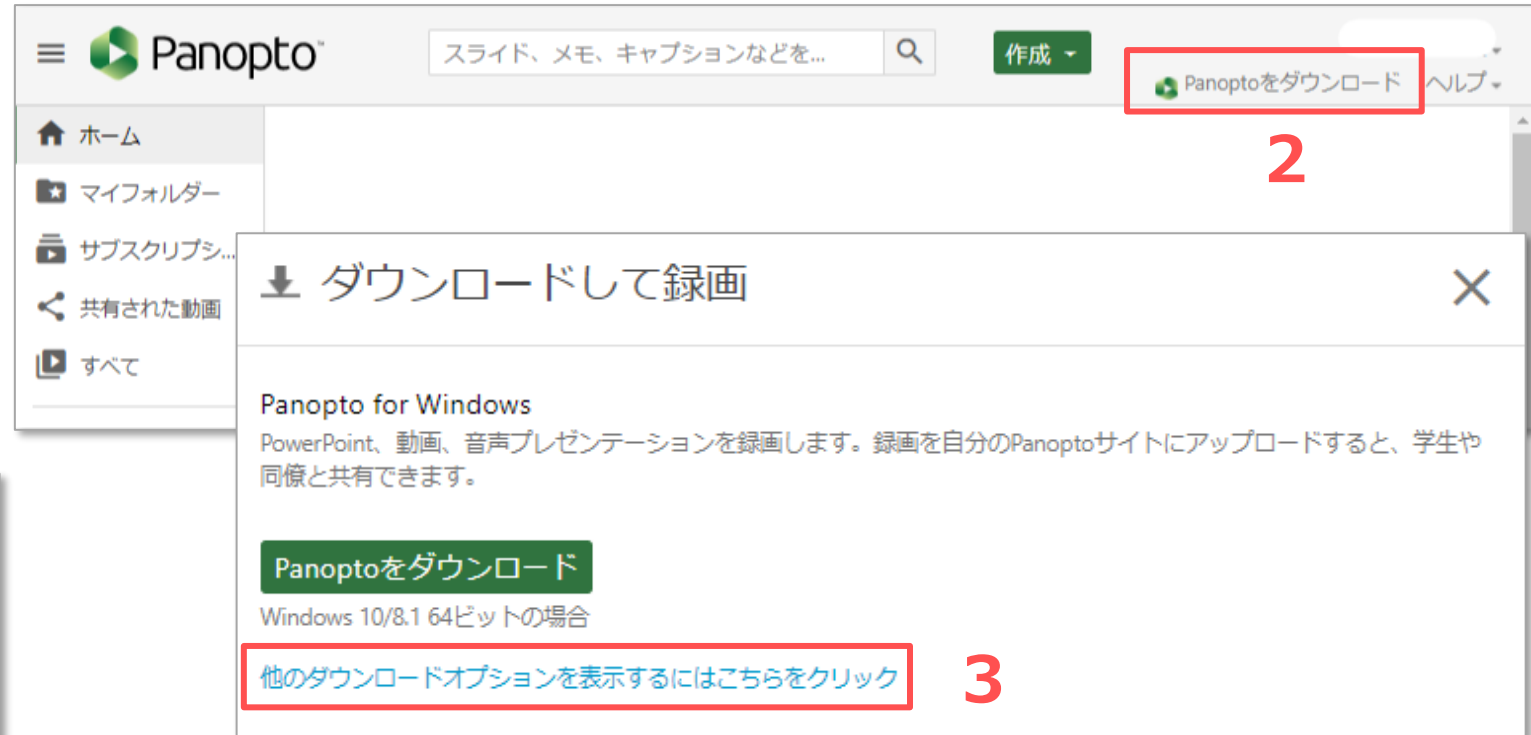 Panopto
スライド、メモ、キャプションなどを...
作成
Panoptoをダウンロード
ヘルプ
2
ホーム
マイフォルダー
サブスクリプシ...
共有された動画
すべて
ダウンロードして録画
Panopto for Windows
PowerPoint、動画、音声プレゼンテーションを録画します。録画を自分のPanoptoサイトにアップロードすると、学生や
同僚と共有できます。
Panoptoをダウンロード
Windows 10/8.1 64ビットの場合
他のダウンロードオプションを表示するにはこちらをクリック
3